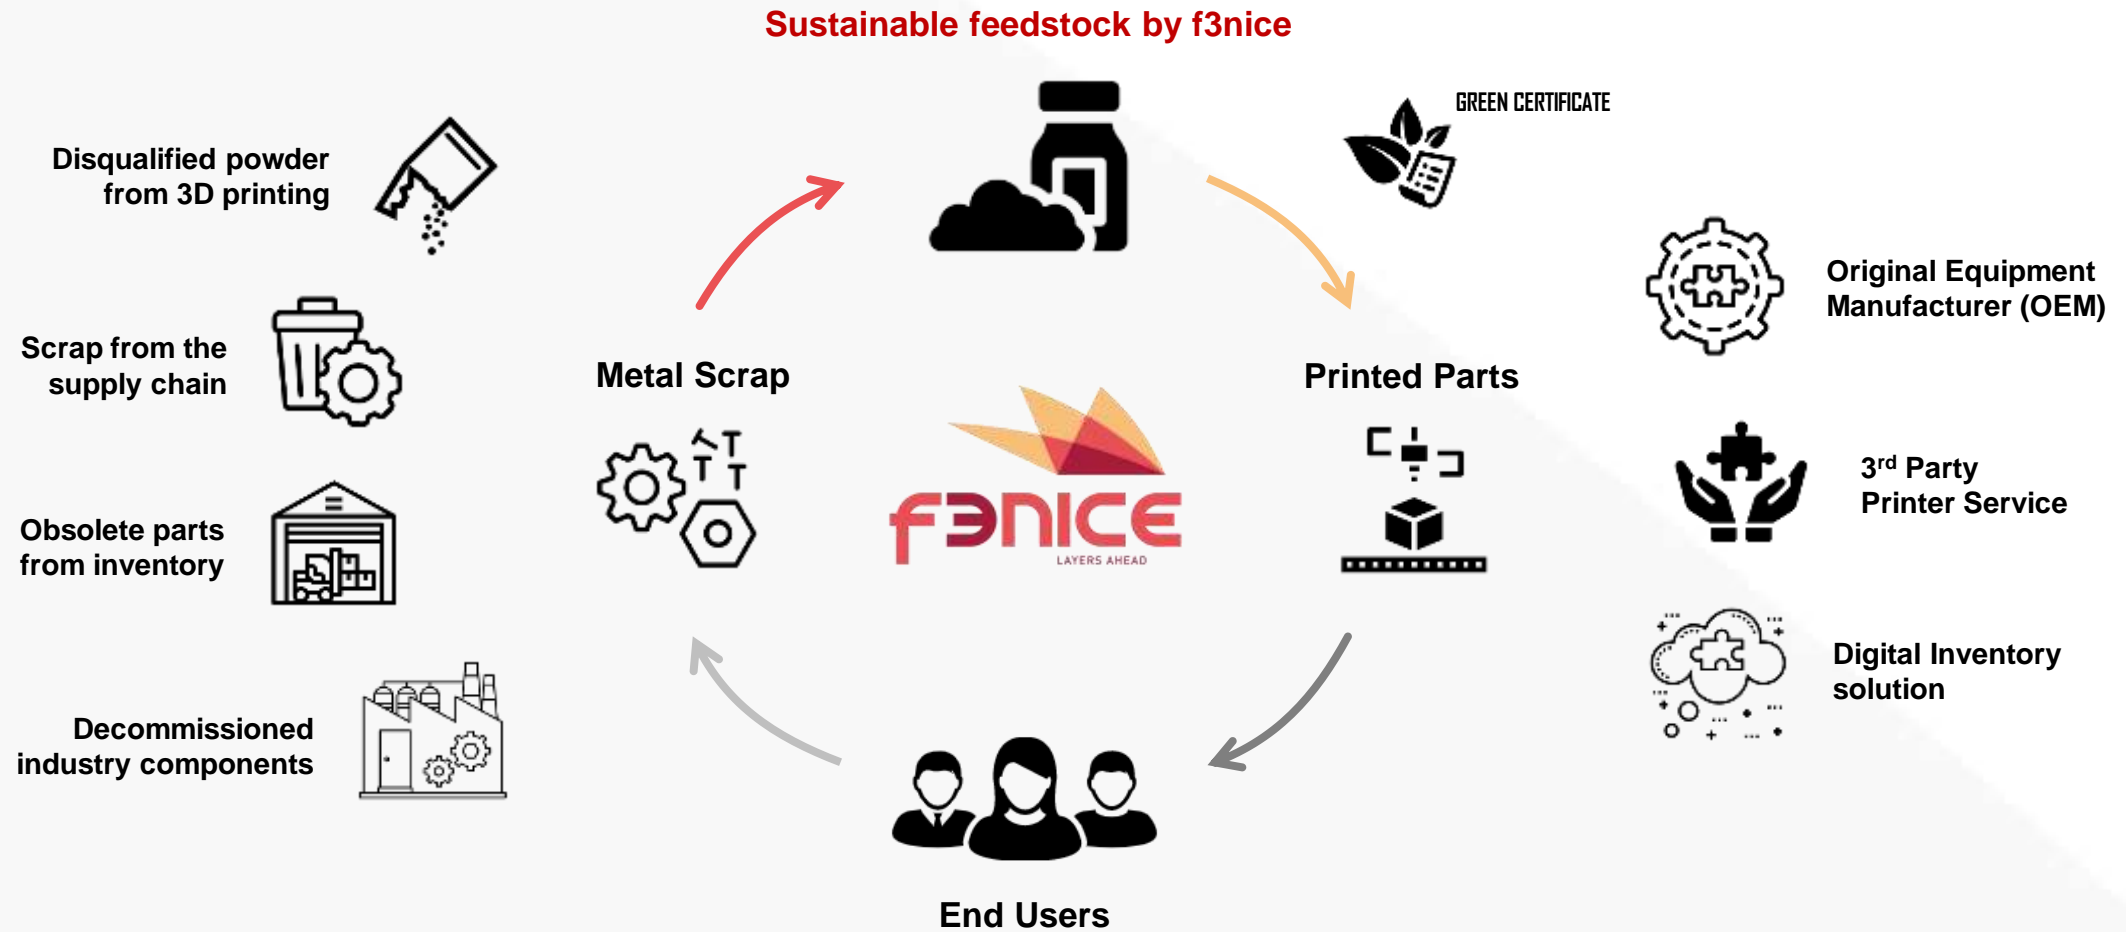 Sustainable feedstock by f3nice
GREEN CERTIFICATE
Disqualified powder
from 3D printing
Scrap from the
supply chain
Obsolete parts
from inventory
Decommissioned
industry components
Metal Scrap
f3nice
LAYERS AHEAD
Printed Parts
End Users
Original Equipment
Manufacturer (OEM)
3rd Party
Printer Service
Digital Inventory
solution